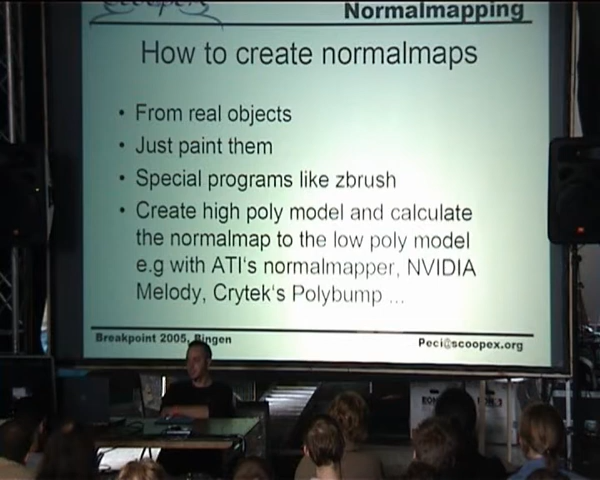 Scoopex
Normalmapping
How to create normalmaps
• From real objects
• Just paint them
• Special programs like zbrush
• Create high poly model and calculate
the normalmap to the low poly model
e.g with ATI's normalmapper, NVIDIA
Melody, Crytek's Polybump ...
Breakpoint 2005, Bingen
Peci@scoopex.org